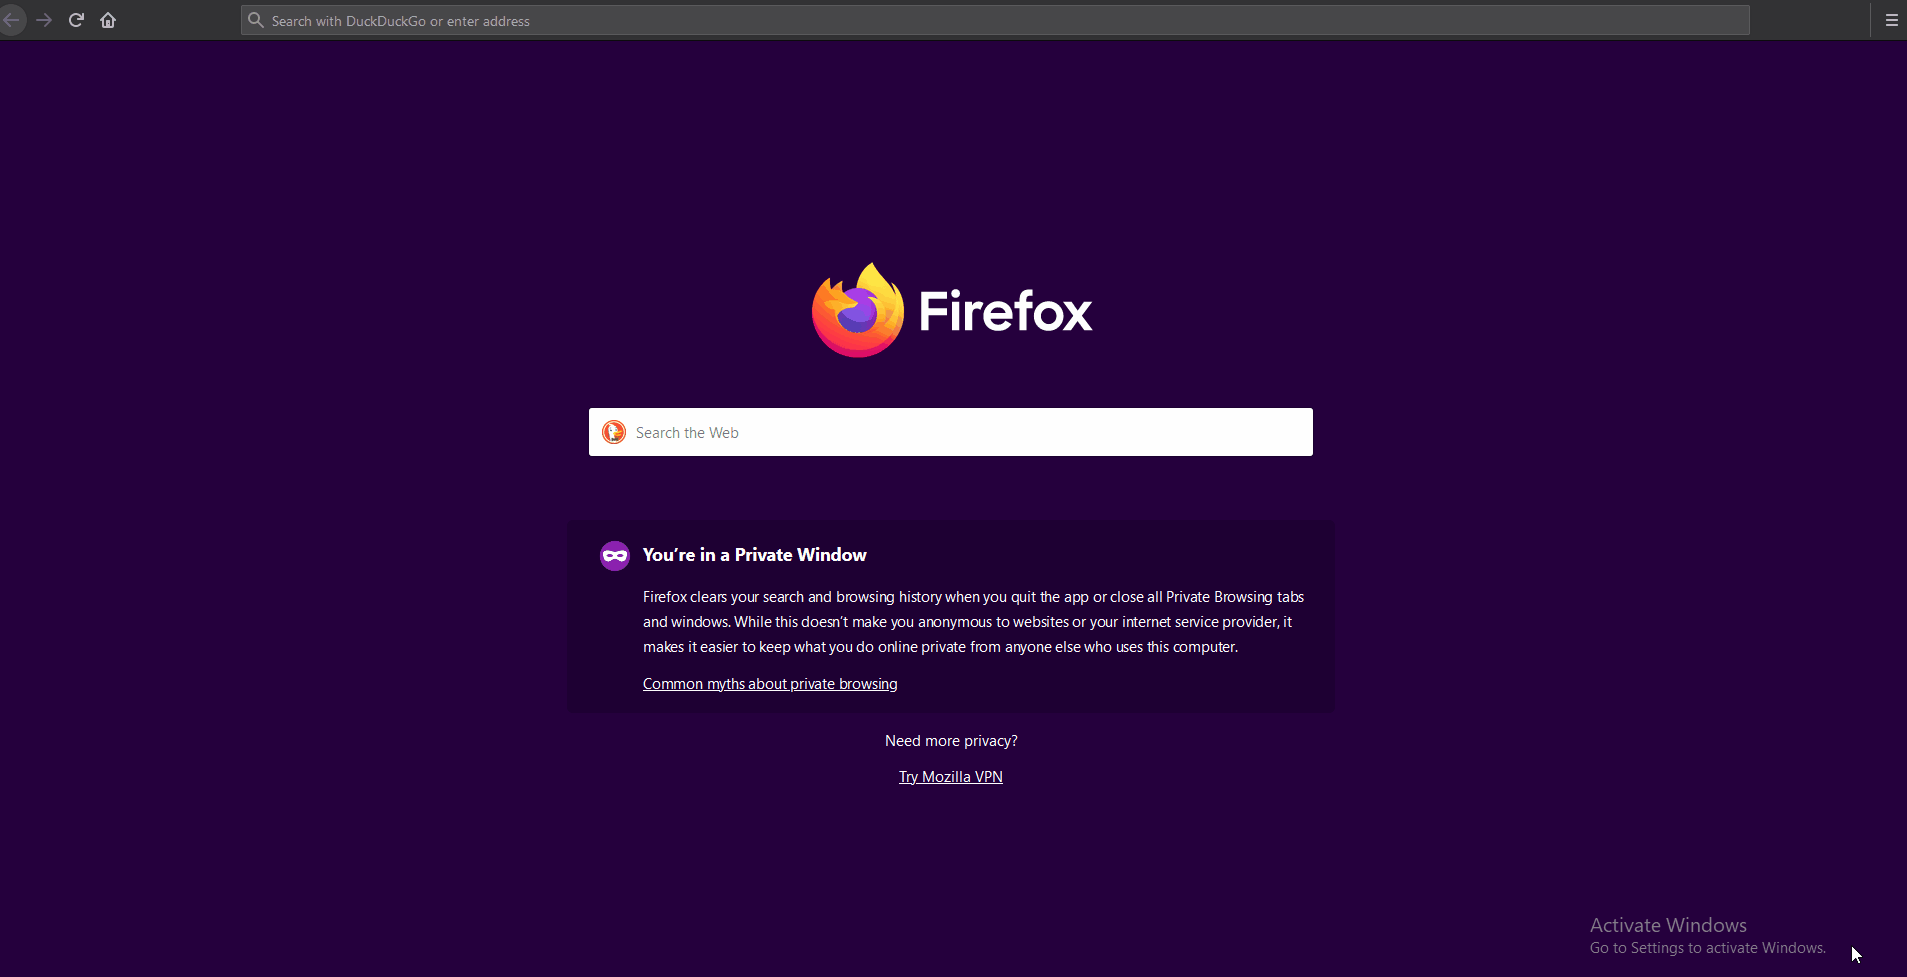 Search with DuckDuckGo or enter address
Firefox
Search the Web
You’re in a Private Window
Firefox clears your search and browsing history when you quit the app or close all Private Browsing tabs
and windows. While this doesn’t make you anonymous to websites or your internet service provider, it
makes it easier to keep what you do online private from anyone else who uses this computer.
Common myths about private browsing
Need more privacy?
Try Mozilla VPN
Activate Windows
Go to Settings to activate Windows.